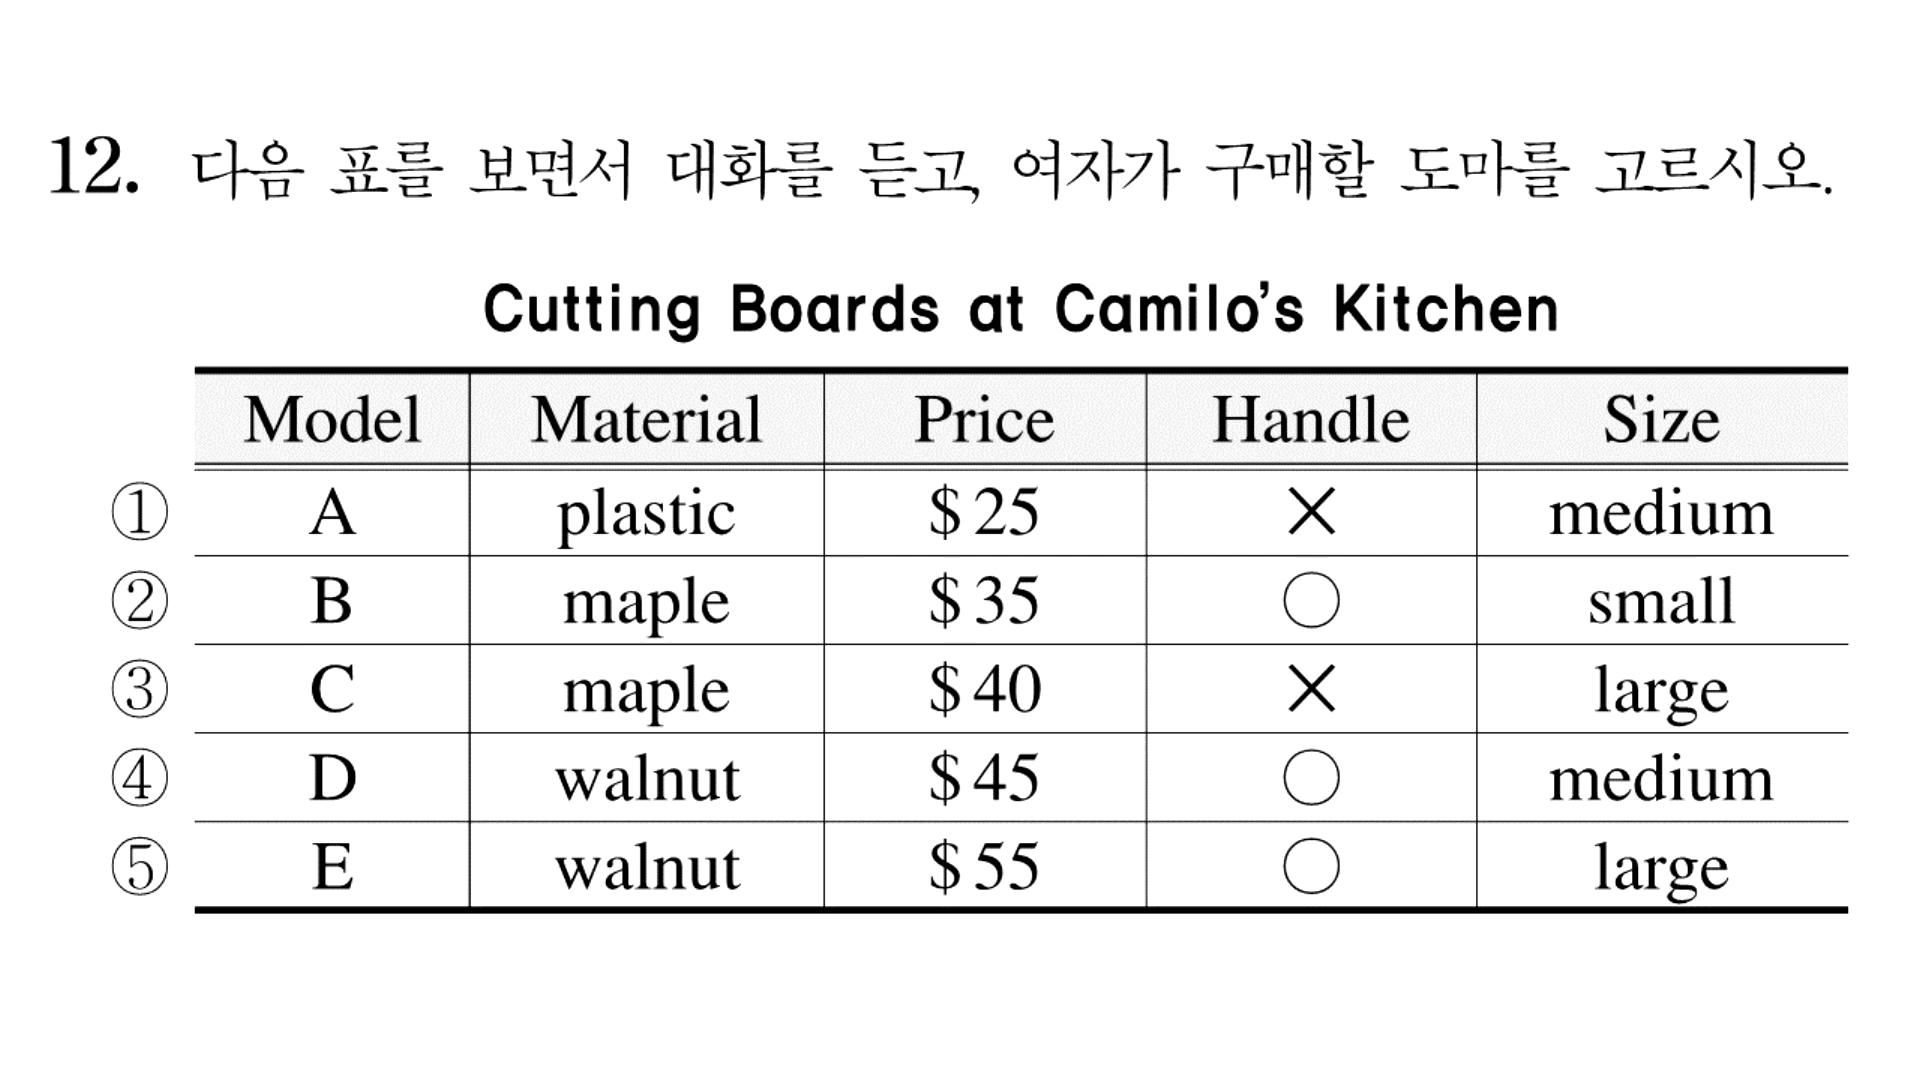 12. 다음 표를 보면서 대화를 듣고, 여자가 구매할 도마를 고르시오.
Cutting Boards at Camilo's Kitchen
Model Material Price Handle Size
① A plastic $25 × medium
② B maple $35 ○ small
③ C maple $40 × large
④ D walnut $45 ○ medium
⑤ E walnut $55 ○ large